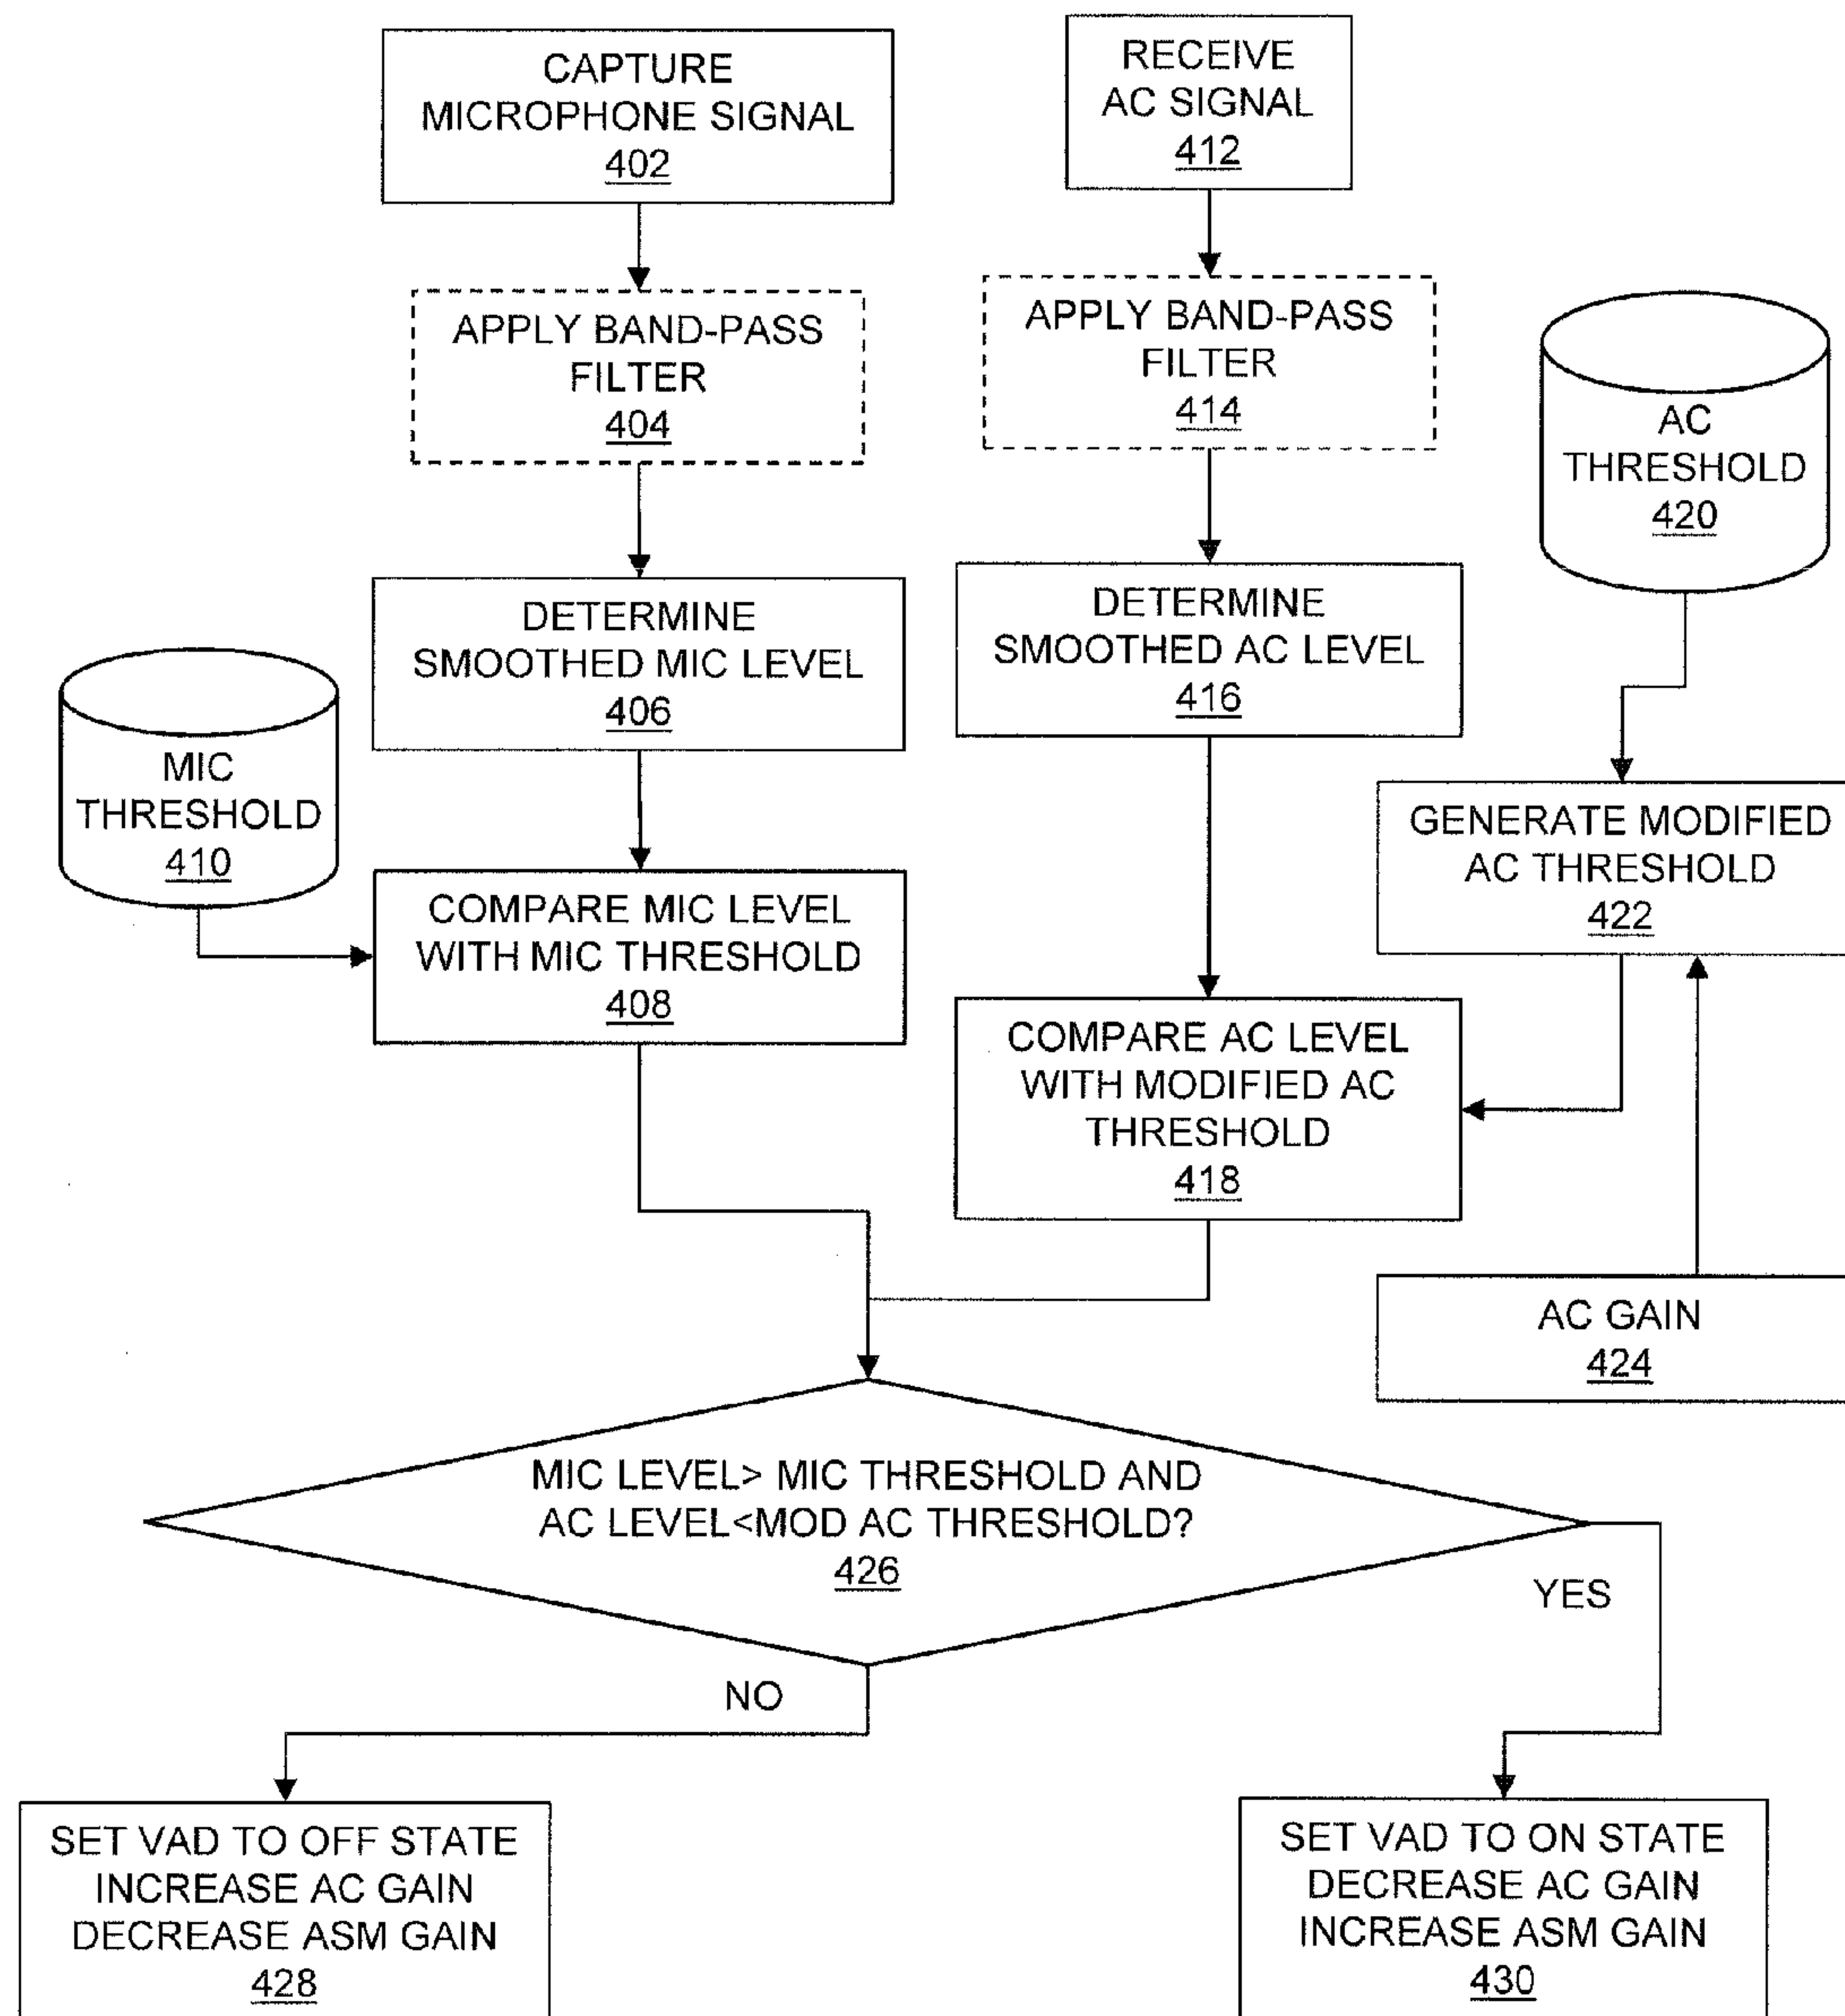 CAPTURE
MICROPHONE SIGNAL
402
RECEIVE
AC SIGNAL
412
APPLY BAND-PASS
FILTER
404
APPLY BAND-PASS
FILTER
414
AC
THRESHOLD
420
DETERMINE
SMOOTHED MIC LEVEL
406
DETERMINE
SMOOTHED AC LEVEL
416
MIC
THRESHOLD
410
GENERATE MODIFIED
AC THRESHOLD
422
COMPARE MIC LEVEL
WITH MIC THRESHOLD
408
COMPARE AC LEVEL
WITH MODIFIED AC
THRESHOLD
418
AC GAIN
424
MIC LEVEL> MIC THRESHOLD AND
AC LEVEL<MOD AC THRESHOLD?
426
YES
NO
SET VAD TO OFF STATE
INCREASE AC GAIN
DECREASE ASM GAIN
428
SET VAD TO ON STATE
DECREASE AC GAIN
INCREASE ASM GAIN
430